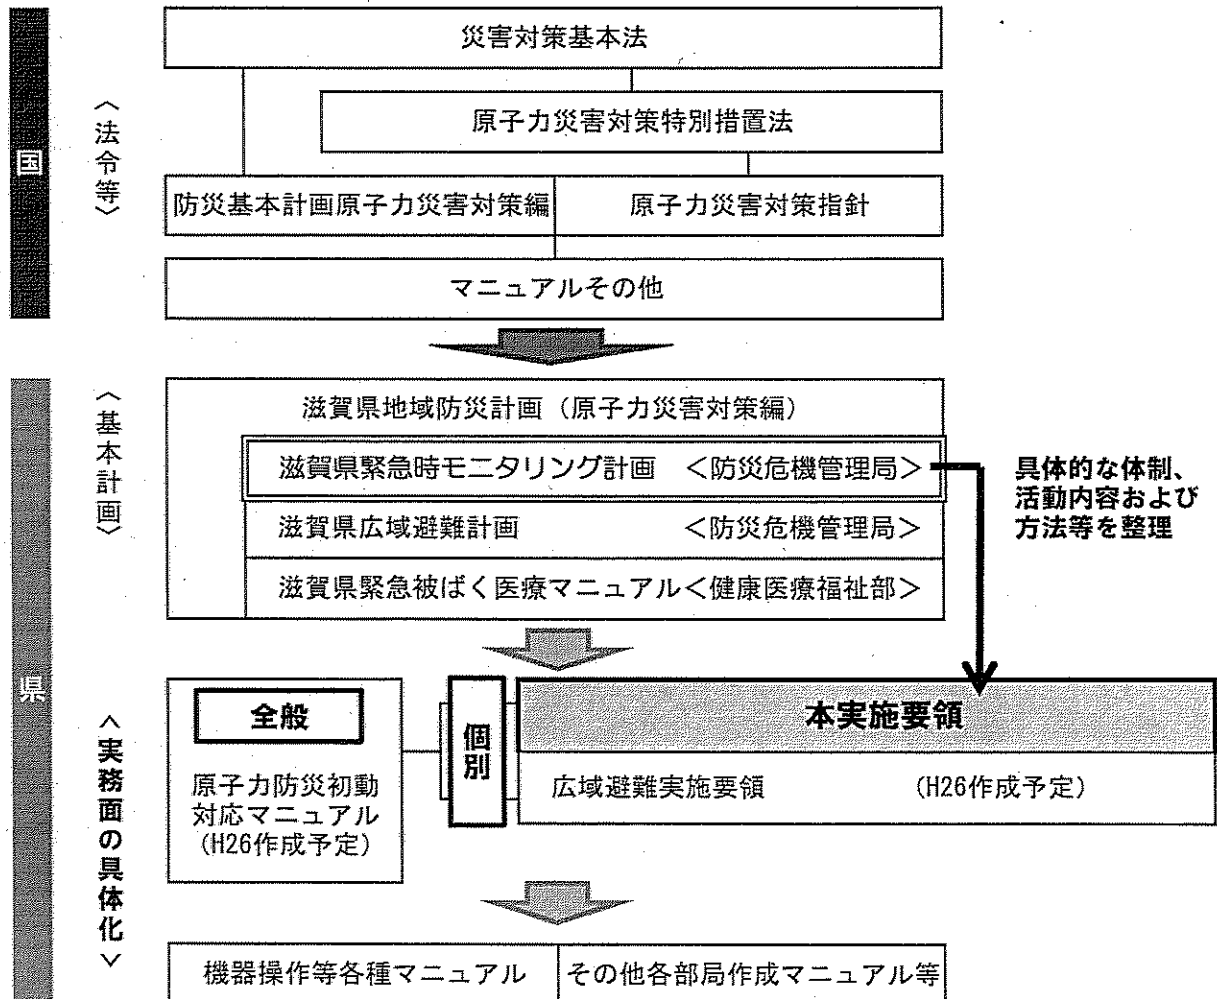 災害対策基本法
国
〈法令等〉
原子力災害対策特別措置法
防災基本計画原子力災害対策編
原子力災害対策指針
マニュアルその他
県
〈基本計画〉
滋賀県地域防災計画（原子力災害対策編）
滋賀県緊急時モニタリング計画 ＜防災危機管理局＞
滋賀県広域避難計画 ＜防災危機管理局＞
滋賀県緊急被ばく医療マニュアル＜健康医療福祉部＞
具体的な体制、
活動内容および
方法等を整理
〈実務面の具体化〉
全般
原子力防災初動
対応マニュアル
(H26作成予定)
個別
本実施要領
広域避難実施要領 (H26作成予定)
機器操作等各種マニュアル
その他各部局作成マニュアル等